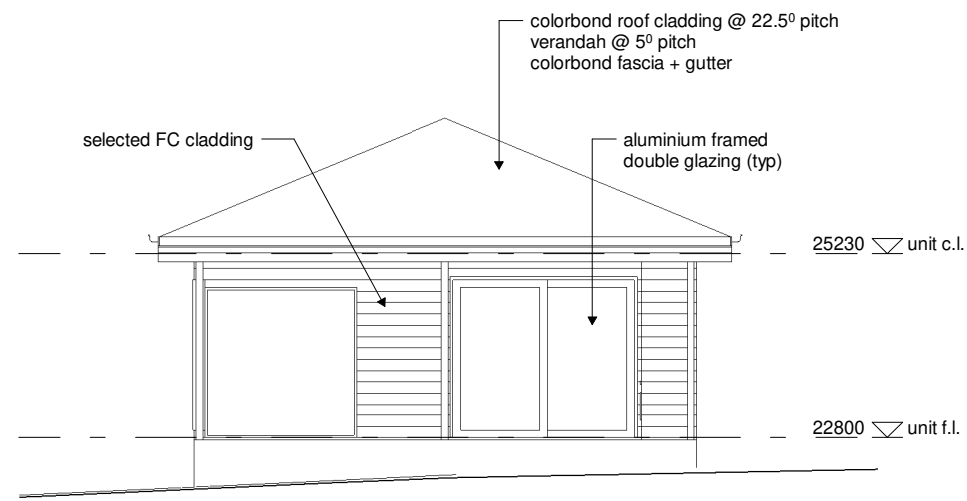 colorbond roof cladding @ 22.5⁰ pitch
verandah @ 5⁰ pitch
colorbond fascia + gutter
selected FC cladding
aluminium framed
double glazing (typ)
25230 unit c.l.
22800 unit f.l.